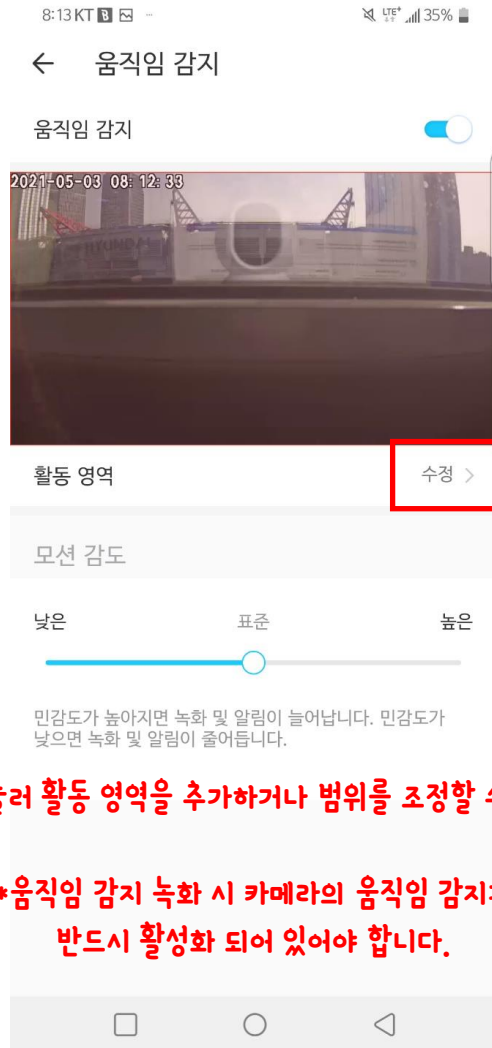 8:13 KT
LTE+ 35%
움직임 감지
움직임 감지
2021-05-03 08:12:33
HYUNDAI
활동 영역
수정
모션 감도
낮은
표준
높은
민감도가 높아지면 녹화 및 알림이 늘어납니다. 민감도가
낮으면 녹화 및 알림이 줄어듭니다.
활동 영역을 추가하거나 범위를 조정할
*움직임 감지 녹화 시 카메라의 움직임 감지
반드시 활성화 되어 있어야 합니다.